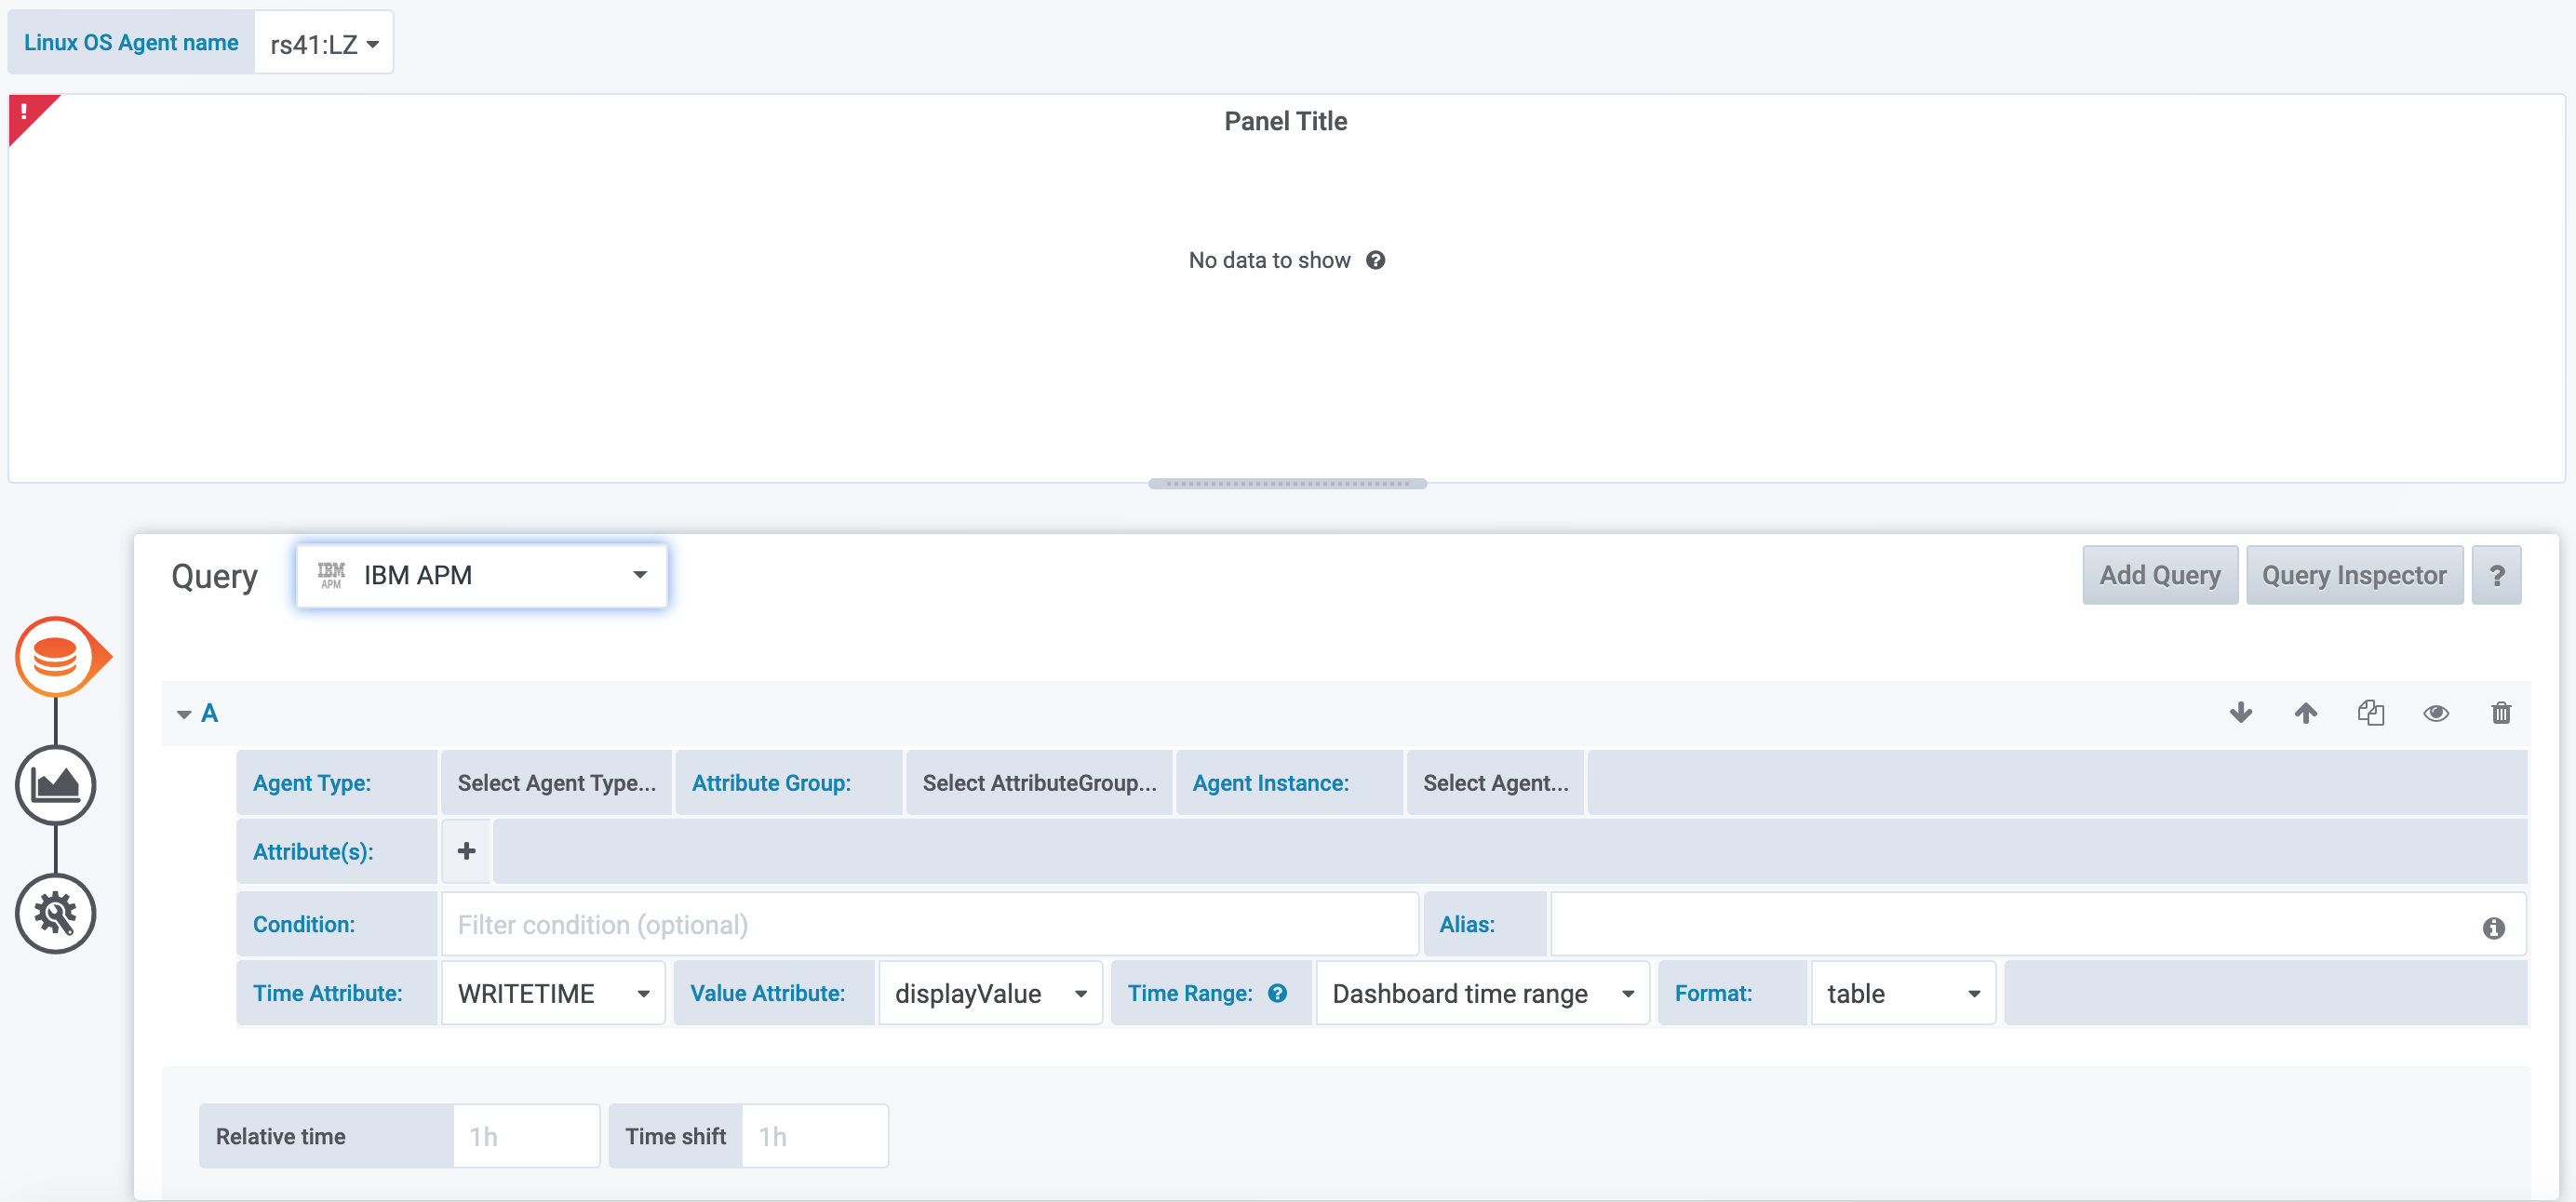 Linux OS Agent name rs41:LZ
!
Panel Title
No data to show ?
Query IBM APM IBM APM Add Query Query Inspector ?
A
Agent Type: Select Agent Type... Attribute Group: Select AttributeGroup... Agent Instance: Select Agent...
Attribute(s): +
Condition: Filter condition (optional) Alias: i
Time Attribute: WRITETIME Value Attribute: displayValue Time Range: ? Dashboard time range Format: table
Relative time 1h Time shift 1h